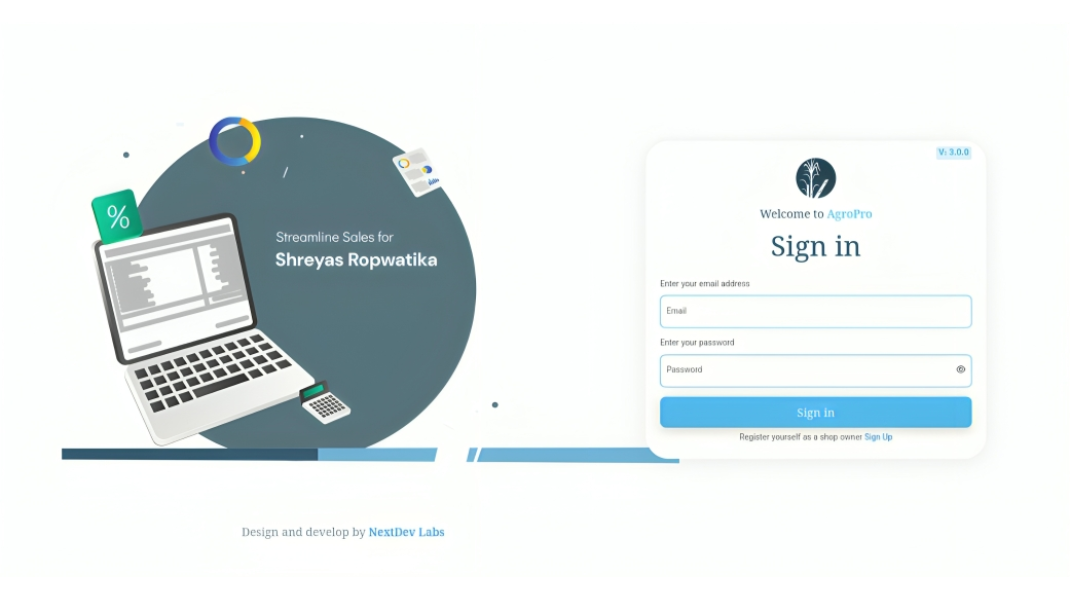 %
Streamline Sales for
Shreyas Ropwatika
Design and develop by NextDev Labs
V: 3.0.0
Welcome to AgroPro
Sign in
Enter your email address
Email
Enter your password
Password
Sign in
Register yourself as a shop owner Sign Up